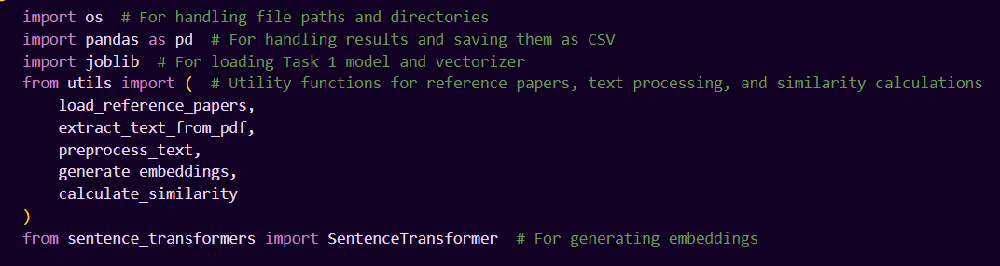 import os  # For handling file paths and directories
import pandas as pd  # For handling results and saving them as CSV
import joblib  # For loading Task 1 model and vectorizer
from utils import (  # Utility functions for reference papers, text processing, and similarity calculations
    load_reference_papers,
    extract_text_from_pdf,
    preprocess_text,
    generate_embeddings,
    calculate_similarity
)
from sentence_transformers import SentenceTransformer  # For generating embeddings